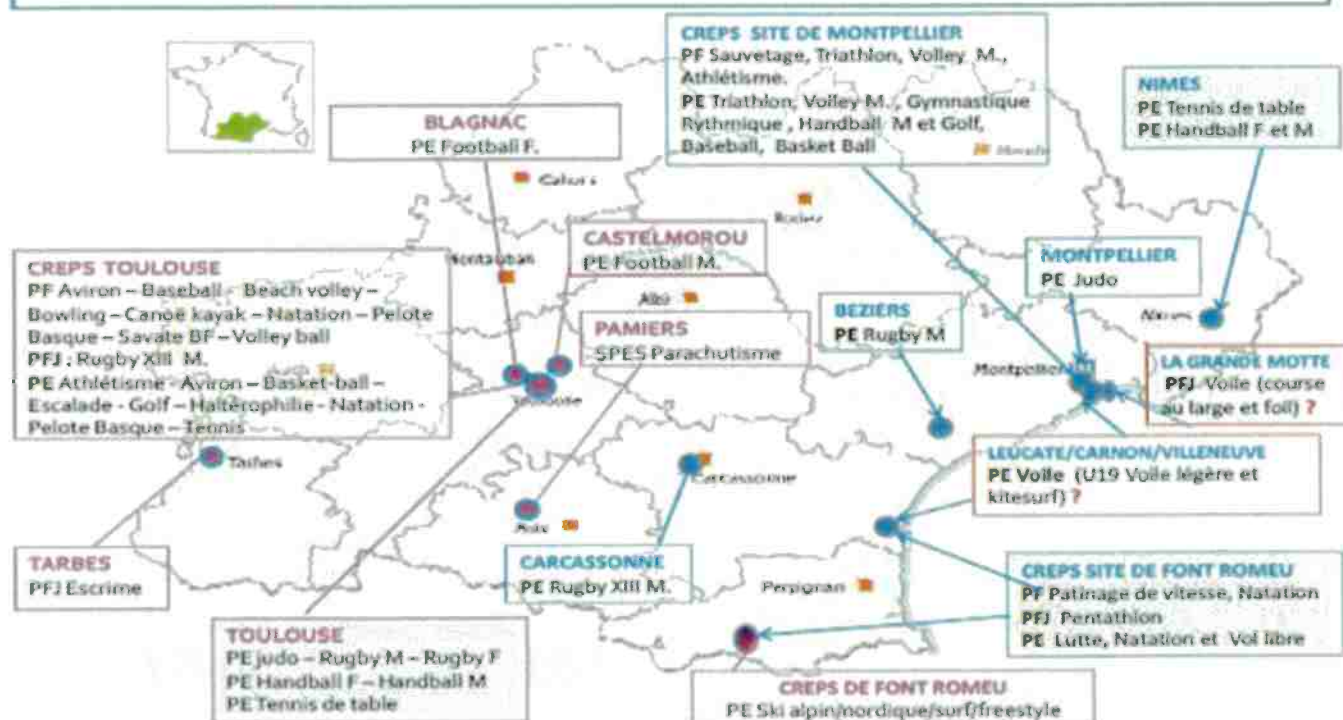 CREPS SITE DE MONTPELLIER
PF Sauvetage, Triathlon, Volley M.,
Athlétisme.
PE Triathlon, Volley M., Gymnastique
Rythmique, Handball M et Golf,
Baseball, Basket Ball
NIMES
PE Tennis de table
PE Handball F et M
BLAGNAC
PE Football F.
Cahors
Rodez
CASTELMOROU
PE Football M.
Montauban
Albi
CREPS TOULOUSE
PF Aviron – Baseball - Beach volley –
Bowling – Canoë kayak – Natation – Pelote
Basque – Savate BF – Volley ball
PFJ : Rugby XIII M.
PE Athlétisme - Aviron – Basket-ball –
Escalade - Golf – Haltérophilie - Natation -
Pelote Basque – Tennis
PAMIERS
SPES Parachutisme
BEZIERS
PE Rugby M
MONTPELLIER
PE Judo
Nimes
Montpellier
LA GRANDE MOTTE
PFJ Voile (course
au large et foil) ?
Toulouse
Tarbes
LEUCATE/CARNON/VILLENEUVE
PE Voile (U19 Voile légère et
kitesurf) ?
Carcassonne
Foix
TARBES
PFJ Escrime
CARCASSONNE
PE Rugby XIII M.
Perpignan
CREPS SITE DE FONT ROMEU
PF Patinage de vitesse, Natation
PFJ Pentathlon
PE Lutte, Natation et Vol libre
TOULOUSE
PE judo – Rugby M – Rugby F
PE Handball F – Handball M
PE Tennis de table
CREPS DE FONT ROMEU
PE Ski alpin/nordique/surf/freestyle